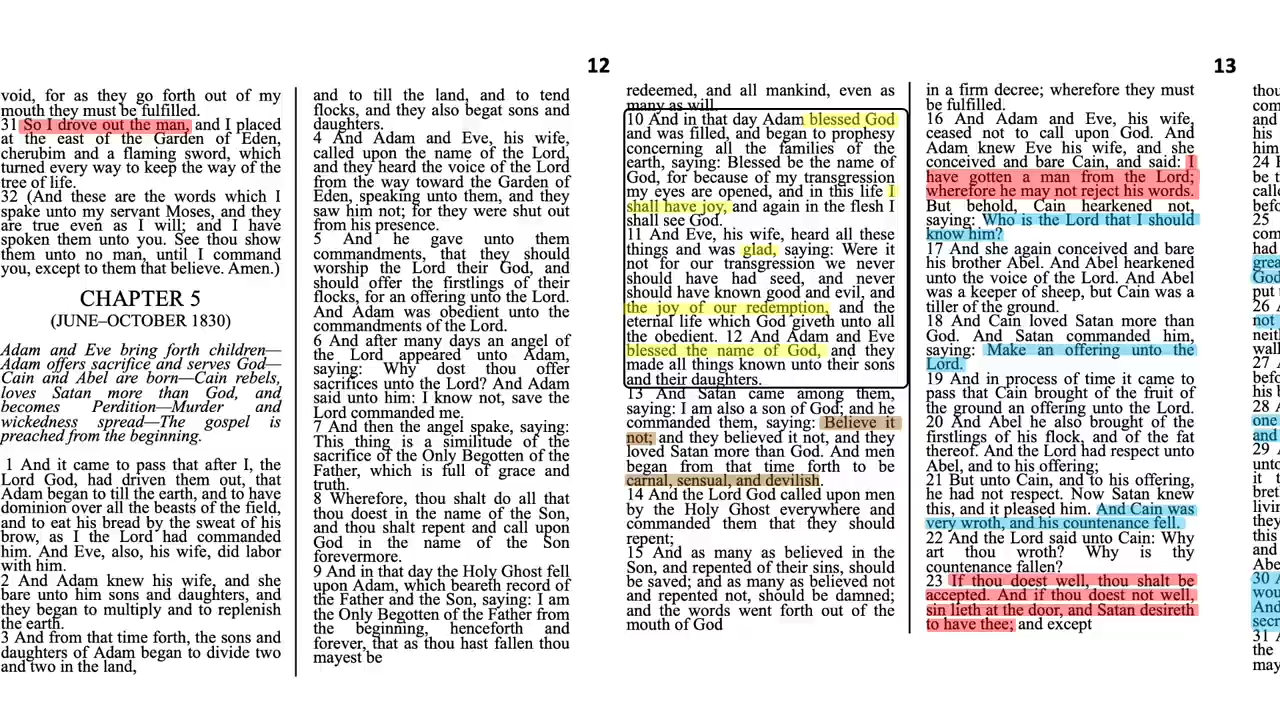 12
13
void, for as they go forth out of my
mouth they must be fulfilled.
31 So I drove out the man, and I placed
at the east of the Garden of Eden,
cherubim and a flaming sword, which
turned every way to keep the way of the
tree of life.
32 (And these are the words which I
spake unto my servant Moses, and they
are true even as I will; and I have
spoken them unto you. See thou show
them unto no man, until I command
you, except to them that believe. Amen.)
CHAPTER 5
(JUNE–OCTOBER 1830)
Adam and Eve bring forth children—
Adam offers sacrifice and serves God—
Cain and Abel are born—Cain rebels,
loves Satan more than God, and
becomes Perdition—Murder and
wickedness spread—The gospel is
preached from the beginning.
1 And it came to pass that after I, the
Lord God, had driven them out, that
Adam began to till the earth, and to have
dominion over all the beasts of the field,
and to eat his bread by the sweat of his
brow, as I the Lord had commanded
him. And Eve, also, his wife, did labor
with him.
2 And Adam knew his wife, and she
bare unto him sons and daughters, and
they began to multiply and to replenish
the earth.
3 And from that time forth, the sons and
daughters of Adam began to divide two
and two in the land,
and to till the land, and to tend
flocks, and they also begat sons and
daughters.
4 And Adam and Eve, his wife,
called upon the name of the Lord,
and they heard the voice of the Lord
from the way toward the Garden of
Eden, speaking unto them, and they
saw him not; for they were shut out
from his presence.
5 And he gave unto them
commandments, that they should
worship the Lord their God, and
should offer the firstlings of their
flocks, for an offering unto the Lord.
And Adam was obedient unto the
commandments of the Lord.
6 And after many days an angel of
the Lord appeared unto Adam,
saying: Why dost thou offer
sacrifices unto the Lord? And Adam
said unto him: I know not, save the
Lord commanded me.
7 And then the angel spake, saying:
This thing is a similitude of the
sacrifice of the Only Begotten of the
Father, which is full of grace and
truth.
8 Wherefore, thou shalt do all that
thou doest in the name of the Son,
and thou shalt repent and call upon
God in the name of the Son
forevermore.
9 And in that day the Holy Ghost fell
upon Adam, which beareth record of
the Father and the Son, saying: I am
the Only Begotten of the Father from
the beginning, henceforth and
forever, that as thou hast fallen thou
mayest be
redeemed, and all mankind, even as
many as will.
10 And in that day Adam blessed God
and was filled, and began to prophesy
concerning all the families of the
earth, saying: Blessed be the name of
God, for because of my transgression
my eyes are opened, and in this life I
shall have joy, and again in the flesh I
shall see God.
11 And Eve, his wife, heard all these
things and was glad, saying: Were it
not for our transgression we never
should have had seed, and never
should have known good and evil, and
the joy of our redemption, and the
eternal life which God giveth unto all
the obedient. 12 And Adam and Eve
blessed the name of God, and they
made all things known unto their sons
and their daughters.
13 And Satan came among them,
saying: I am also a son of God; and he
commanded them, saying: Believe it
not; and they believed it not, and they
loved Satan more than God. And men
began from that time forth to be
carnal, sensual, and devilish.
14 And the Lord God called upon men
by the Holy Ghost everywhere and
commanded them that they should
repent;
15 And as many as believed in the
Son, and repented of their sins, should
be saved; and as many as believed not
and repented not, should be damned;
and the words went forth out of the
mouth of God
in a firm decree; wherefore they must
be fulfilled.
16 And Adam and Eve, his wife,
ceased not to call upon God. And
Adam knew Eve his wife, and she
conceived and bare Cain, and said: I
have gotten a man from the Lord;
wherefore he may not reject his words.
But behold, Cain hearkened not,
saying: Who is the Lord that I should
know him?
17 And she again conceived and bare
his brother Abel. And Abel hearkened
unto the voice of the Lord. And Abel
was a keeper of sheep, but Cain was a
tiller of the ground.
18 And Cain loved Satan more than
God. And Satan commanded him,
saying: Make an offering unto the
Lord.
19 And in process of time it came to
pass that Cain brought of the fruit of
the ground an offering unto the Lord.
20 And Abel he also brought of the
firstlings of his flock, and of the fat
thereof. And the Lord had respect unto
Abel, and to his offering;
21 But unto Cain, and to his offering,
he had not respect. Now Satan knew
this, and it pleased him. And Cain was
very wroth, and his countenance fell.
22 And the Lord said unto Cain: Why
art thou wroth? Why is thy
countenance fallen?
23 If thou doest well, thou shalt be
accepted. And if thou doest not well,
sin lieth at the door, and Satan desireth
to have thee; and except